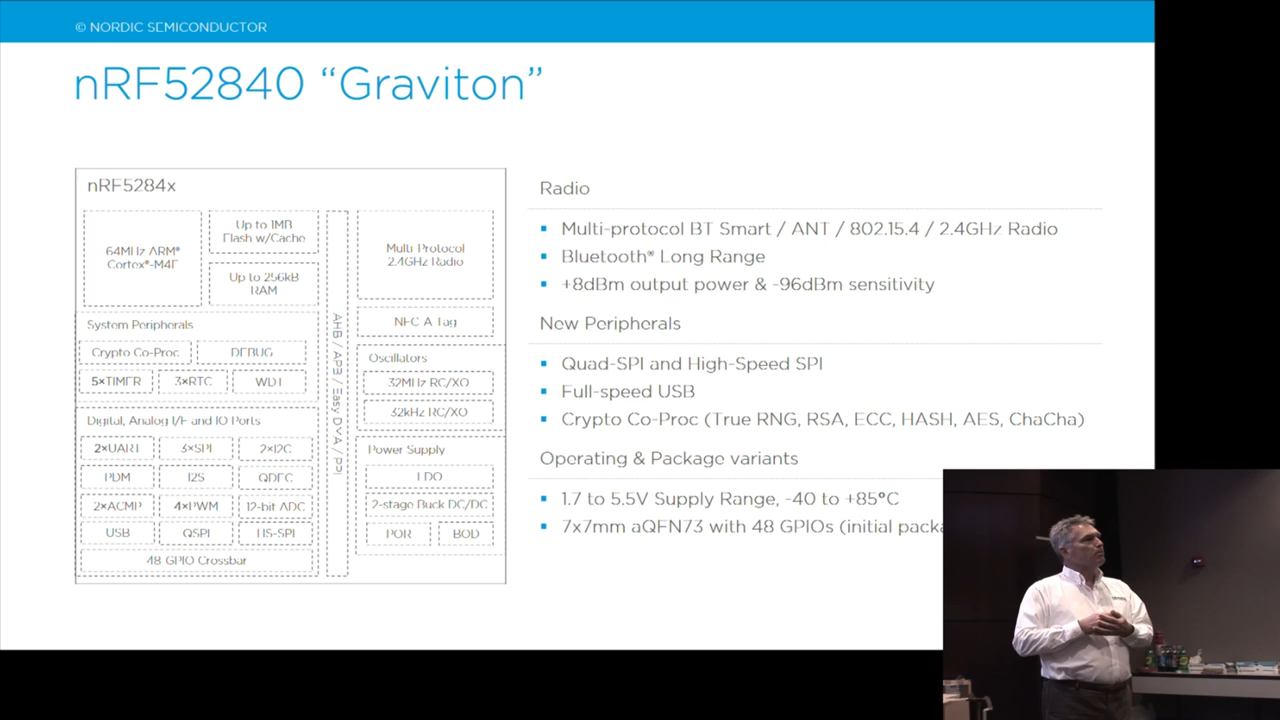 © NORDIC SEMICONDUCTOR
nRF52840 “Graviton”
nRF5284x
64MHz ARM®
Cortex®-M4F
Up to 1MB
Flash w/Cache
Up to 256kB
RAM
System Peripherals
Crypto Co-Proc
DEBUG
5×TIMER
3×RTC
WDT
Digital, Analog I/F and IO Ports
2×UART
3×SPI
2×I2C
PDM
I2S
QDEC
2×ACMP
4×PWM
12-bit ADC
USB
QSPI
HS-SPI
48 GPIO Crossbar
AHB / APB / Easy DMA / PPI
Multi Protocol
2.4GHz Radio
NFC A Tag
Oscillators
32MHz RC/XO
32kHz RC/XO
Power Supply
LDO
2-stage Buck DC/DC
POR
BOD
Radio
Multi-protocol BT Smart / ANT / 802.15.4 / 2.4GHz Radio
Bluetooth® Long Range
+8dBm output power & -96dBm sensitivity
New Peripherals
Quad-SPI and High-Speed SPI
Full-speed USB
Crypto Co-Proc (True RNG, RSA, ECC, HASH, AES, ChaCha)
Operating & Package variants
1.7 to 5.5V Supply Range, -40 to +85°C
7x7mm aQFN73 with 48 GPIOs (initial packa